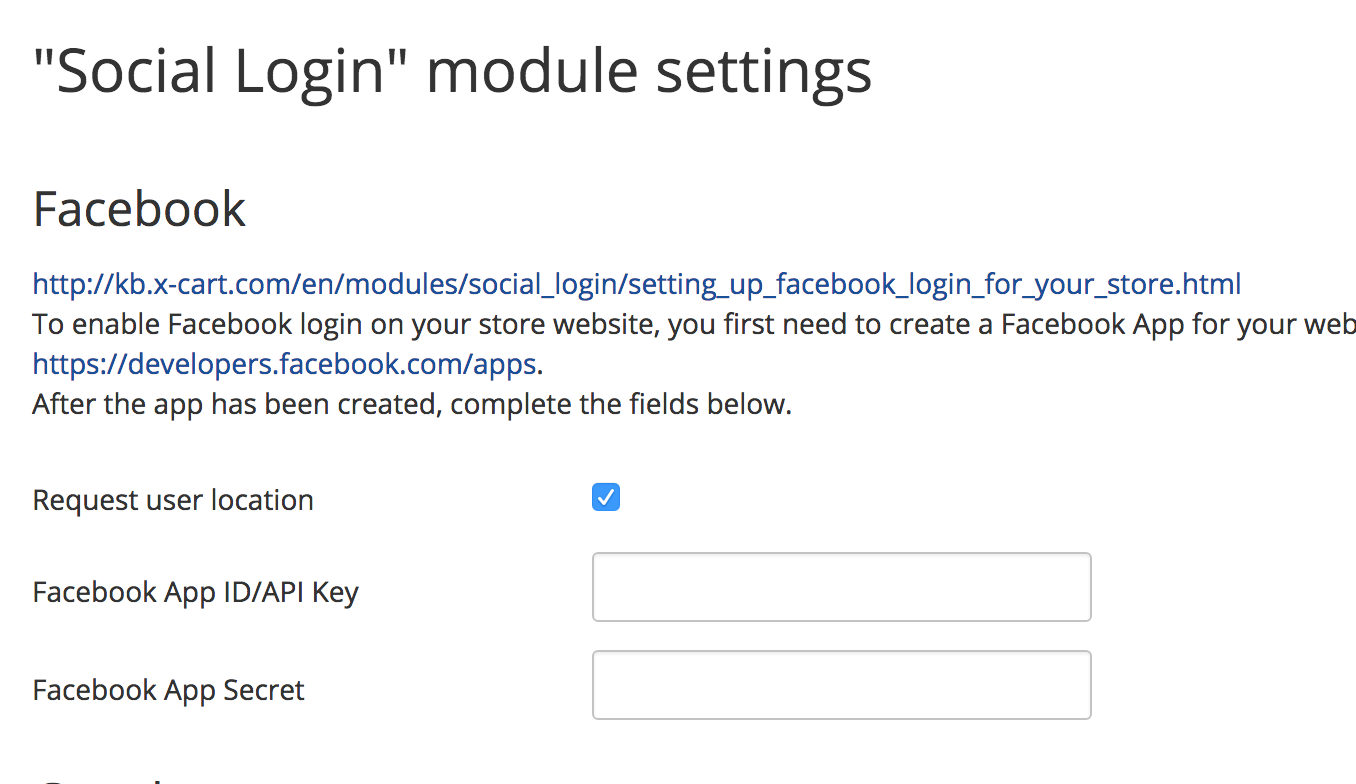 "Social Login" module settings
Facebook
http://kb.x-cart.com/en/modules/social_login/setting_up_facebook_login_for_your_store.html
To enable Facebook login on your store website, you first need to create a Facebook App for your web
https://developers.facebook.com/apps.
After the app has been created, complete the fields below.
Request user location
Facebook App ID/API Key
Facebook App Secret